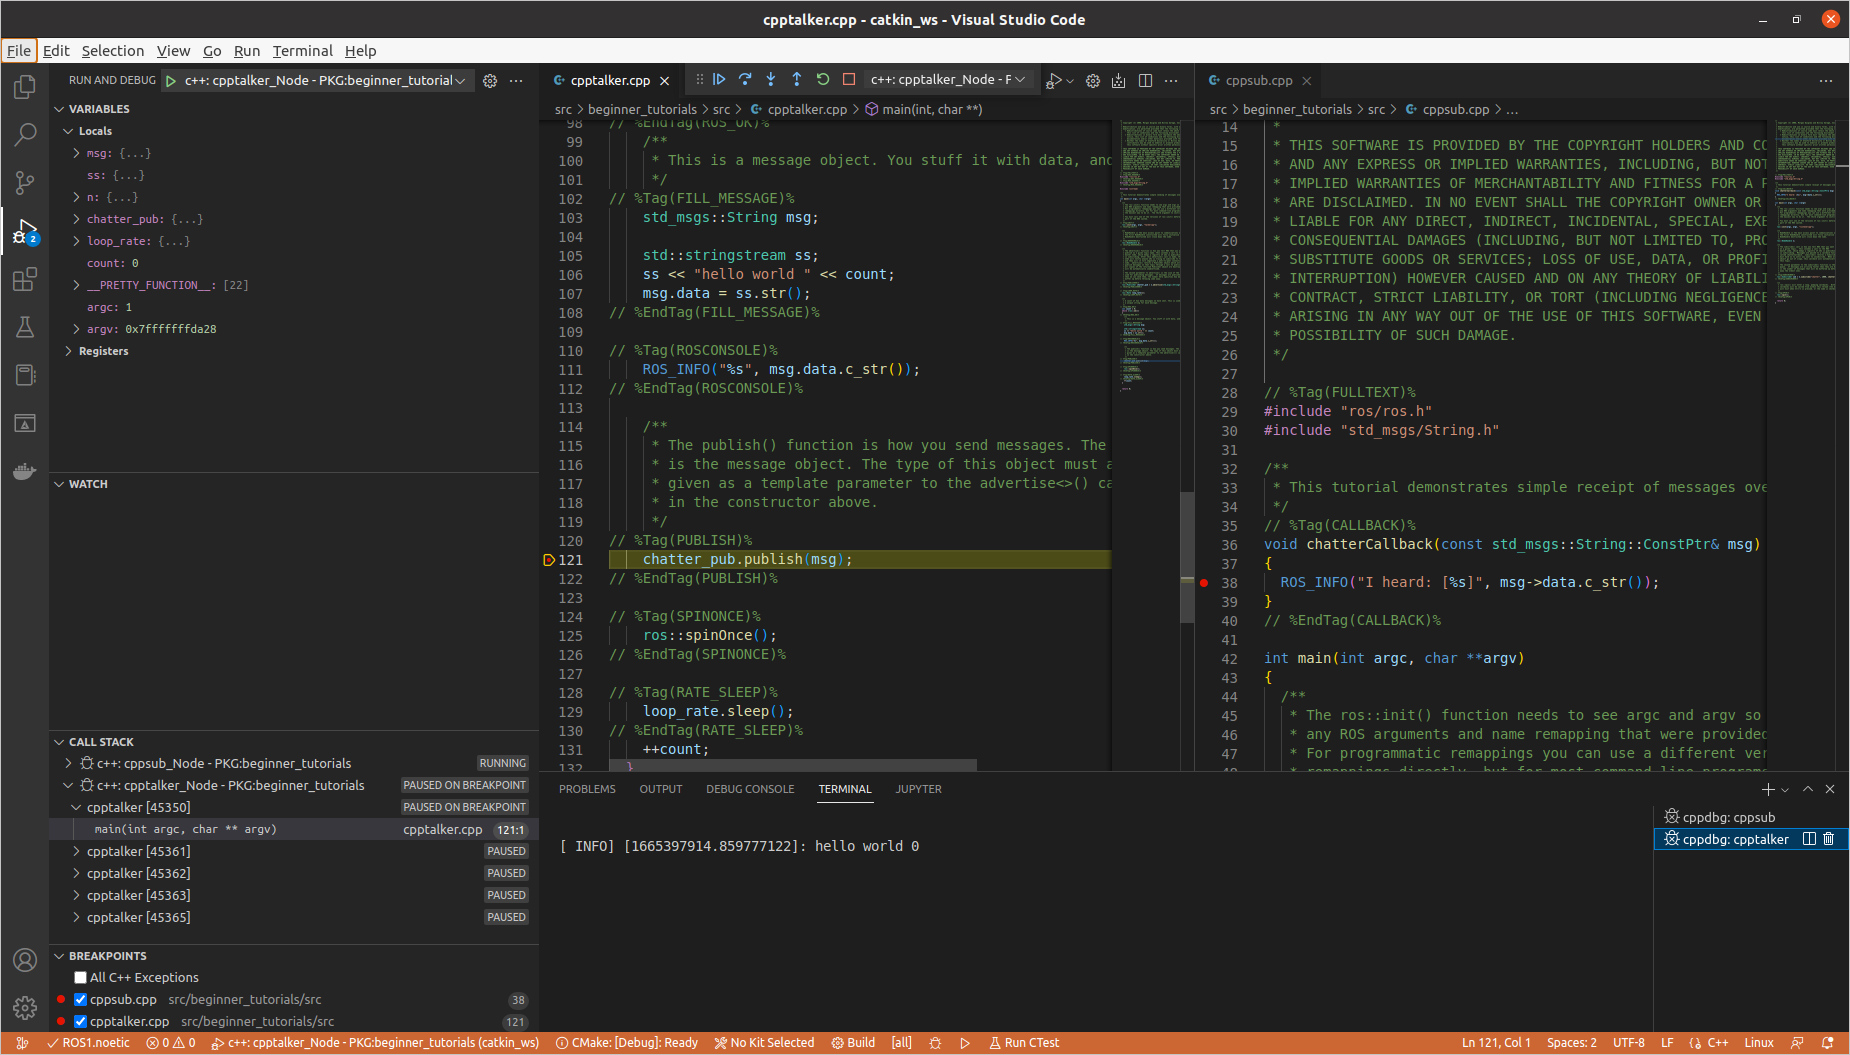 cpptalker.cpp - catkin_ws - Visual Studio Code
File Edit Selection View Go Run Terminal Help
RUN AND DEBUG c++: cpptalker_Node - PKG:beginner_tutorial
VARIABLES
Locals
msg: {...}
ss: {...}
n: {...}
chatter_pub: {...}
loop_rate: {...}
count: 0
__PRETTY_FUNCTION__: [22]
argc: 1
argv: 0x7fffffffda28
Registers
WATCH
CALL STACK
c++: cppsub_Node - PKG:beginner_tutorials RUNNING
c++: cpptalker_Node - PKG:beginner_tutorials PAUSED ON BREAKPOINT
cpptalker [45350] PAUSED ON BREAKPOINT
main(int argc, char ** argv) cpptalker.cpp 121:1
cpptalker [45361] PAUSED
cpptalker [45362] PAUSED
cpptalker [45363] PAUSED
cpptalker [45365] PAUSED
BREAKPOINTS
All C++ Exceptions
cppsub.cpp src/beginner_tutorials/src 38
cpptalker.cpp src/beginner_tutorials/src 121
2
cpptalker.cpp
c++: cpptalker_Node - F
src > beginner_tutorials > src > cpptalker.cpp > main(int, char **)
98 // %EndTag(ROS_OK)%
99 /**
100 * This is a message object. You stuff it with data, and
101 */
102 // %Tag(FILL_MESSAGE)%
103 std_msgs::String msg;
104
105 std::stringstream ss;
106 ss << "hello world " << count;
107 msg.data = ss.str();
108 // %EndTag(FILL_MESSAGE)%
109
110 // %Tag(ROSCONSOLE)%
111 ROS_INFO("%s", msg.data.c_str());
112 // %EndTag(ROSCONSOLE)%
113
114 /**
115 * The publish() function is how you send messages. The
116 * is the message object. The type of this object must a
117 * given as a template parameter to the advertise<>() ca
118 * in the constructor above.
119 */
120 // %Tag(PUBLISH)%
121 chatter_pub.publish(msg);
122 // %EndTag(PUBLISH)%
123
124 // %Tag(SPINONCE)%
125 ros::spinOnce();
126 // %EndTag(SPINONCE)%
127
128 // %Tag(RATE_SLEEP)%
129 loop_rate.sleep();
130 // %EndTag(RATE_SLEEP)%
131 ++count;
132 }
cppsub.cpp
src > beginner_tutorials > src > cppsub.cpp > ...
14 *
15 * THIS SOFTWARE IS PROVIDED BY THE COPYRIGHT HOLDERS AND CO
16 * AND ANY EXPRESS OR IMPLIED WARRANTIES, INCLUDING, BUT NOT
17 * IMPLIED WARRANTIES OF MERCHANTABILITY AND FITNESS FOR A P
18 * ARE DISCLAIMED. IN NO EVENT SHALL THE COPYRIGHT OWNER OR
19 * LIABLE FOR ANY DIRECT, INDIRECT, INCIDENTAL, SPECIAL, EXE
20 * CONSEQUENTIAL DAMAGES (INCLUDING, BUT NOT LIMITED TO, PRO
21 * SUBSTITUTE GOODS OR SERVICES; LOSS OF USE, DATA, OR PROFI
22 * INTERRUPTION) HOWEVER CAUSED AND ON ANY THEORY OF LIABILI
23 * CONTRACT, STRICT LIABILITY, OR TORT (INCLUDING NEGLIGENCE
24 * ARISING IN ANY WAY OUT OF THE USE OF THIS SOFTWARE, EVEN
25 * POSSIBILITY OF SUCH DAMAGE.
26 */
27
28 // %Tag(FULLTEXT)%
29 #include "ros/ros.h"
30 #include "std_msgs/String.h"
31
32 /**
33 * This tutorial demonstrates simple receipt of messages ove
34 */
35 // %Tag(CALLBACK)%
36 void chatterCallback(const std_msgs::String::ConstPtr& msg)
37 {
38 ROS_INFO("I heard: [%s]", msg->data.c_str());
39 }
40 // %EndTag(CALLBACK)%
41
42 int main(int argc, char **argv)
43 {
44 /**
45 * The ros::init() function needs to see argc and argv so
46 * any ROS arguments and name remapping that were provided
47 * For programmatic remappings you can use a different ver
48 * remappings directly, but for most command-line programs
PROBLEMS OUTPUT DEBUG CONSOLE TERMINAL JUPYTER
[ INFO] [1665397914.859777122]: hello world 0
cppdbg: cppsub
cppdbg: cpptalker
ROS1.noetic 0 0 c++: cpptalker_Node - PKG:beginner_tutorials (catkin_ws) CMake: [Debug]: Ready No Kit Selected Build [all] Run CTest Ln 121, Col 1 Spaces: 2 UTF-8 LF C++ Linux